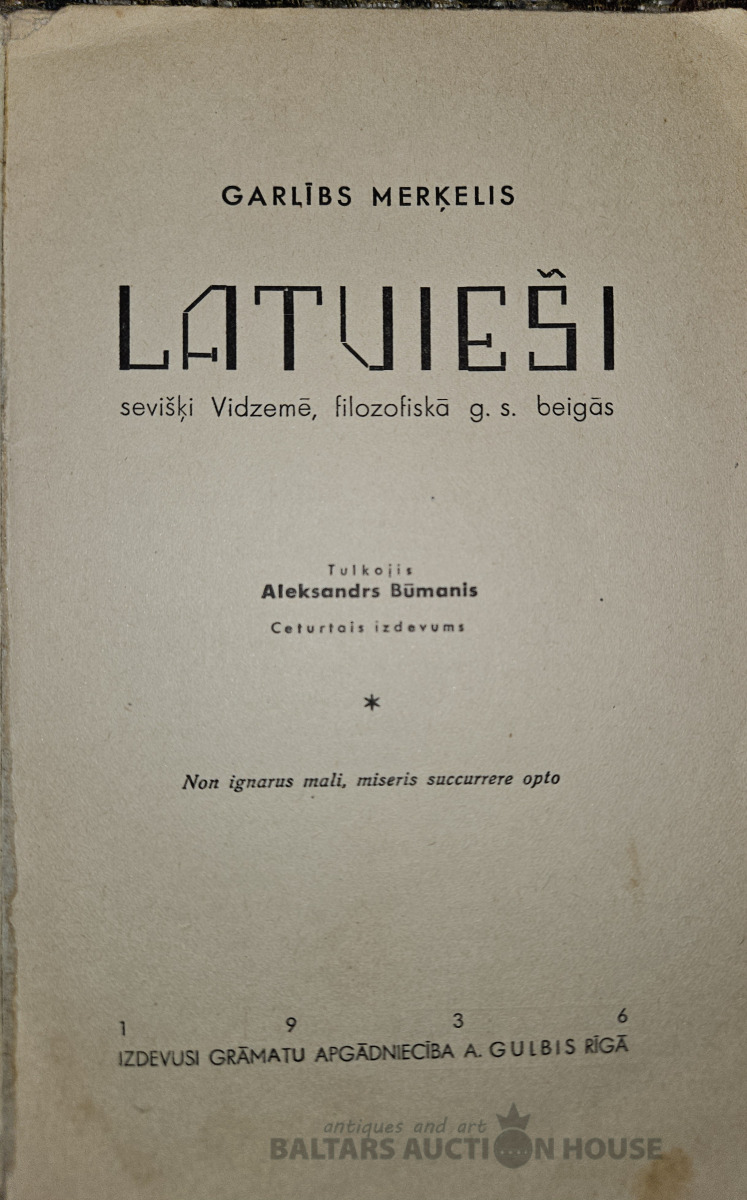 GARLĪBS MERĶELIS
LATVIEŠI
sevišķi Vidzemē, filozofiskā g. s. beigās
Tulkojis
Aleksandrs Būmanis
Ceturtais izdevums
*
Non ignarus mali, miseris succurrere opto
1 9 3 6
IZDEVUSI GRĀMATU APGĀDNIECĪBA A. GULBIS RĪGĀ
antiques and art
BALTARS AUCTION HOUSE